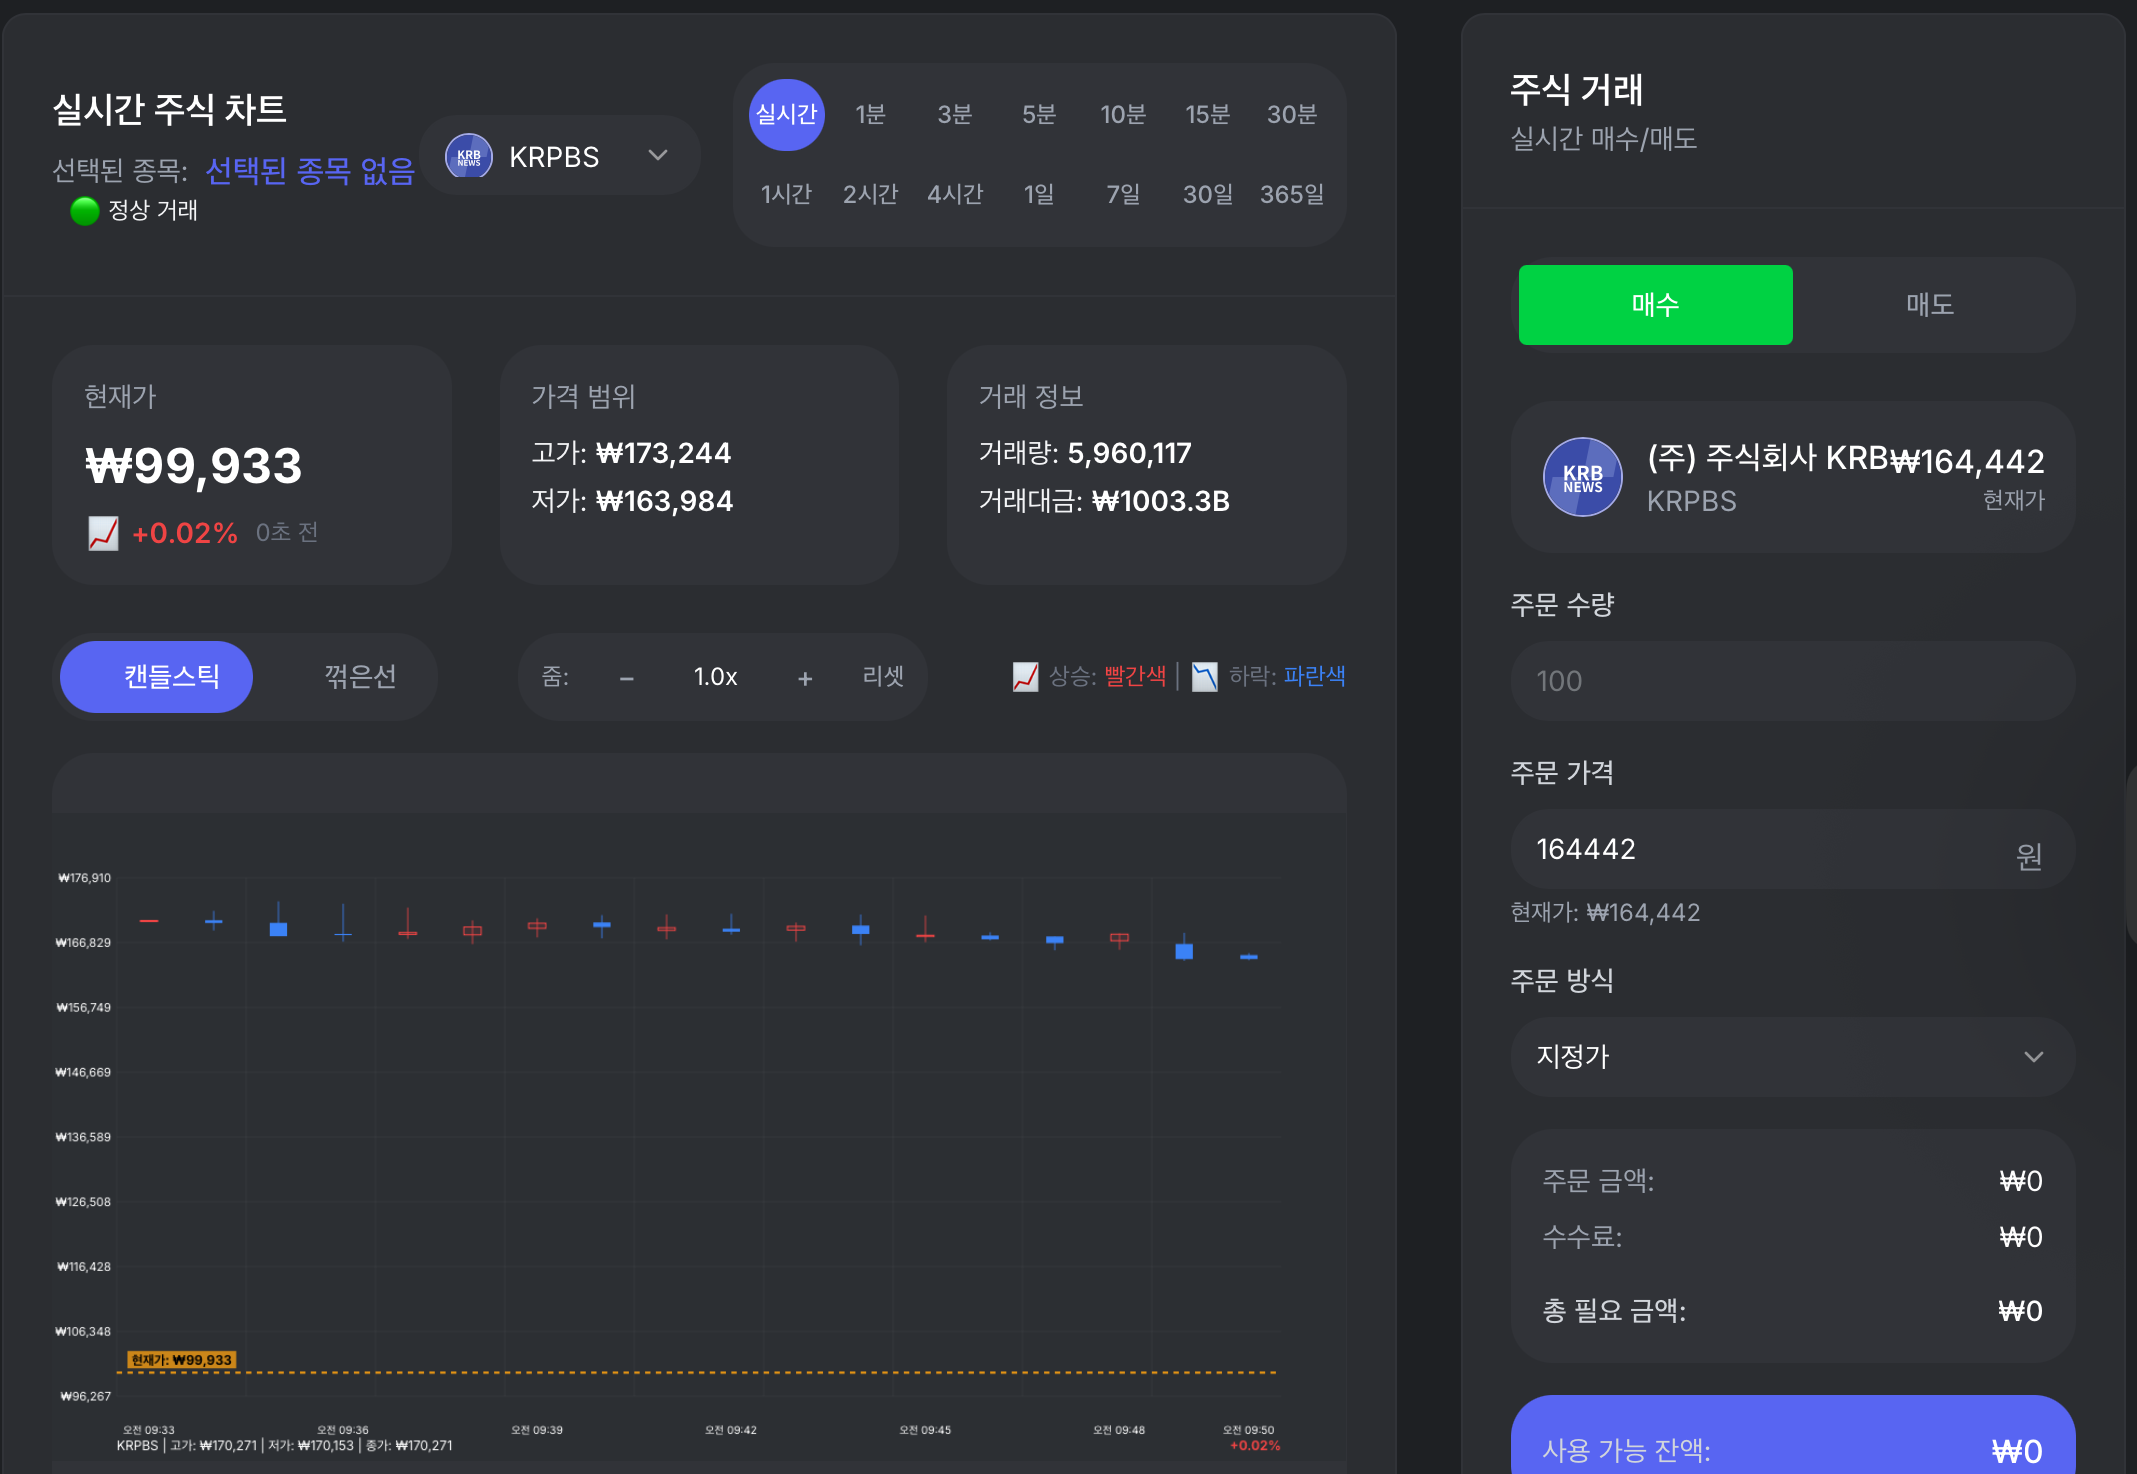 실시간 주식 차트
선택된 종목: 선택된 종목 없음
정상 거래
KRB
NEWS
KRPBS
실시간 1분 3분 5분 10분 15분 30분
1시간 2시간 4시간 1일 7일 30일 365일
현재가
₩99,933
+0.02% 0초 전
가격 범위
고가: ₩173,244
저가: ₩163,984
거래 정보
거래량: 5,960,117
거래대금: ₩1003.3B
캔들스틱 꺾은선
줌: − 1.0x + 리셋
상승: 빨간색 | 하락: 파란색
₩176,910
₩166,829
₩156,749
₩146,669
₩136,589
₩126,508
₩116,428
₩106,348
현재가: ₩99,933
₩96,267
오전 09:33 오전 09:36 오전 09:39 오전 09:42 오전 09:45 오전 09:48 오전 09:50
KRPBS | 고가: ₩170,271 | 저가: ₩170,153 | 종가: ₩170,271
+0.02%
주식 거래
실시간 매수/매도
매수 매도
KRB
NEWS
(주) 주식회사 KRB₩164,442
KRPBS 현재가
주문 수량
100
주문 가격
164442 원
현재가: ₩164,442
주문 방식
지정가
주문 금액: ₩0
수수료: ₩0
총 필요 금액: ₩0
사용 가능 잔액: ₩0